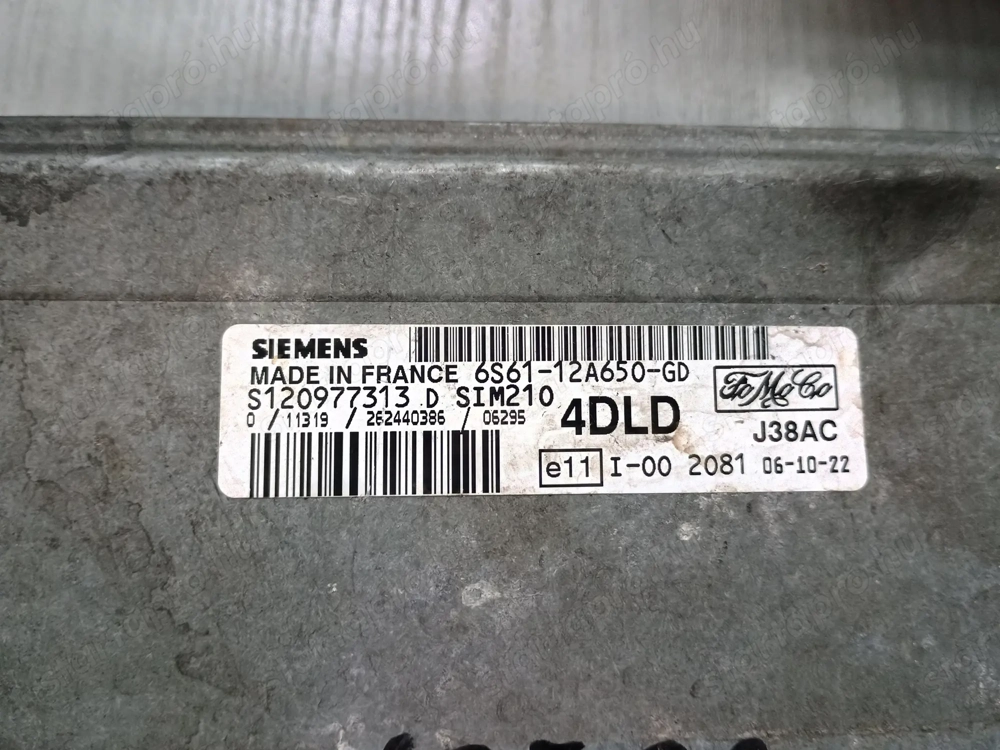 SIEMENS
MADE IN FRANCE 6S61-12A650-GD
S120977313 D SIM210
0 / 11319 / 262440386 / 06295
4DLD
FoMoCo
J38AC
e11 I-00 2081 06-10-22